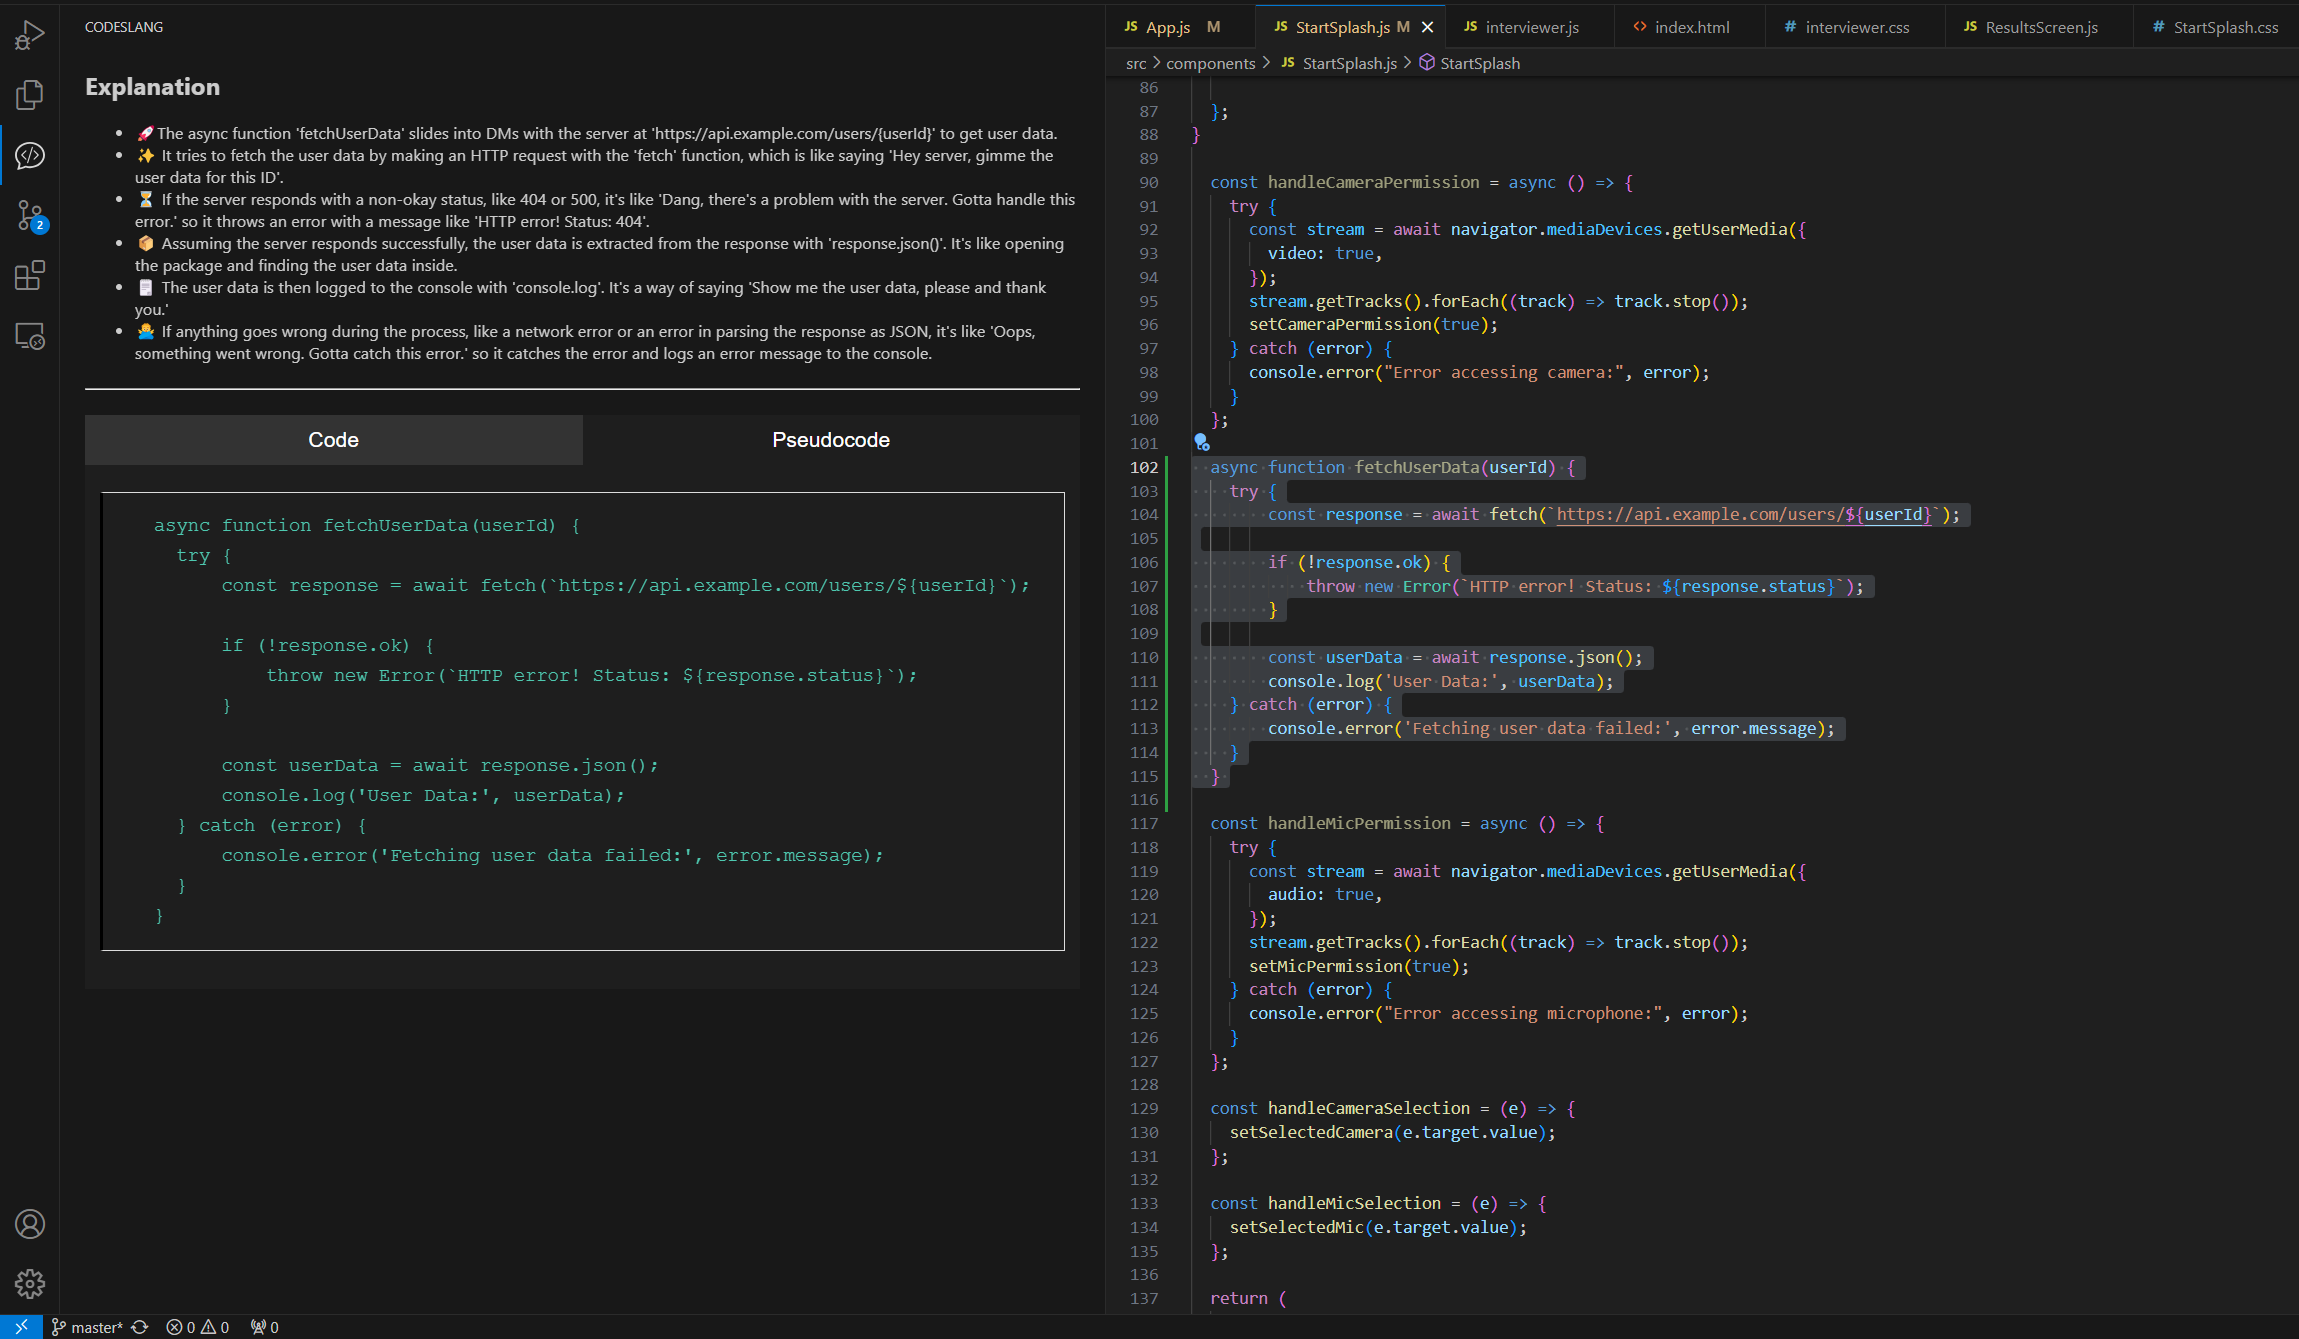 CODESLANG
Explanation
• 🚀The async function 'fetchUserData' slides into DMs with the server at 'https://api.example.com/users/{userId}' to get user data.
• ✨ It tries to fetch the user data by making an HTTP request with the 'fetch' function, which is like saying 'Hey server, gimme the
user data for this ID'.
• ⏳ If the server responds with a non-okay status, like 404 or 500, it's like 'Dang, there's a problem with the server. Gotta handle this
error.' so it throws an error with a message like 'HTTP error! Status: 404'.
• 📦 Assuming the server responds successfully, the user data is extracted from the response with 'response.json()'. It's like opening
the package and finding the user data inside.
• 🧾 The user data is then logged to the console with 'console.log'. It's a way of saying 'Show me the user data, please and thank
you.'
• 🙅 If anything goes wrong during the process, like a network error or an error in parsing the response as JSON, it's like 'Oops,
something went wrong. Gotta catch this error.' so it catches the error and logs an error message to the console.
Code Pseudocode
async function fetchUserData(userId) {
try {
const response = await fetch(`https://api.example.com/users/${userId}`);
if (!response.ok) {
throw new Error(`HTTP error! Status: ${response.status}`);
}
const userData = await response.json();
console.log('User Data:', userData);
} catch (error) {
console.error('Fetching user data failed:', error.message);
}
}
2
JS App.js M JS StartSplash.js M × JS interviewer.js <> index.html # interviewer.css JS ResultsScreen.js # StartSplash.css
src > components > JS StartSplash.js > StartSplash
86
87 };
88 }
89
90 const handleCameraPermission = async () => {
91 try {
92 const stream = await navigator.mediaDevices.getUserMedia({
93 video: true,
94 });
95 stream.getTracks().forEach((track) => track.stop());
96 setCameraPermission(true);
97 } catch (error) {
98 console.error("Error accessing camera:", error);
99 }
100 };
101
102 async function fetchUserData(userId) {
103 try {
104 const response = await fetch(`https://api.example.com/users/${userId}`);
105
106 if (!response.ok) {
107 throw new Error(`HTTP error! Status: ${response.status}`);
108 }
109
110 const userData = await response.json();
111 console.log('User Data:', userData);
112 } catch (error) {
113 console.error('Fetching user data failed:', error.message);
114 }
115 }
116
117 const handleMicPermission = async () => {
118 try {
119 const stream = await navigator.mediaDevices.getUserMedia({
120 audio: true,
121 });
122 stream.getTracks().forEach((track) => track.stop());
123 setMicPermission(true);
124 } catch (error) {
125 console.error("Error accessing microphone:", error);
126 }
127 };
128
129 const handleCameraSelection = (e) => {
130 setSelectedCamera(e.target.value);
131 };
132
133 const handleMicSelection = (e) => {
134 setSelectedMic(e.target.value);
135 };
136
137 return (
master* 0 0 0